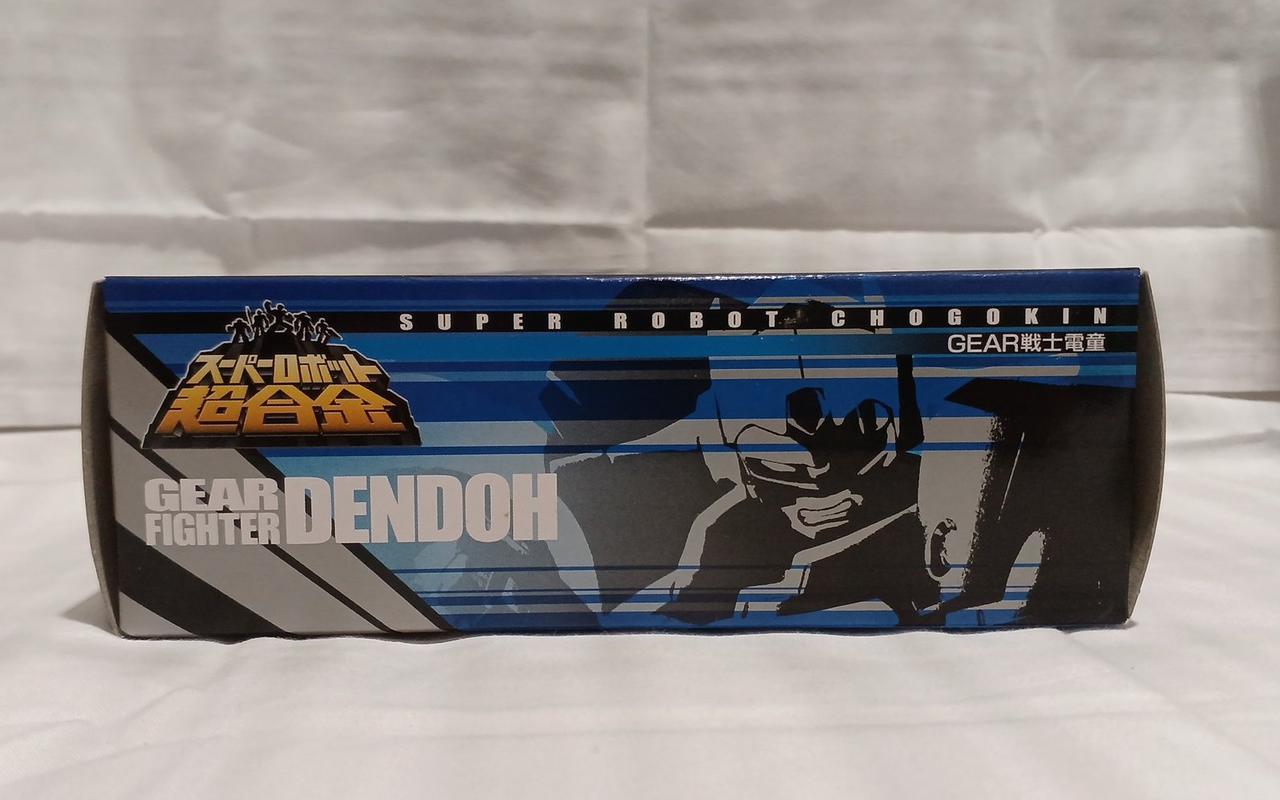 SUPER ROBOT CHOGOKIN
GEAR戦士電童
スーパーロボット
超合金
GEAR
FIGHTER DENDOH